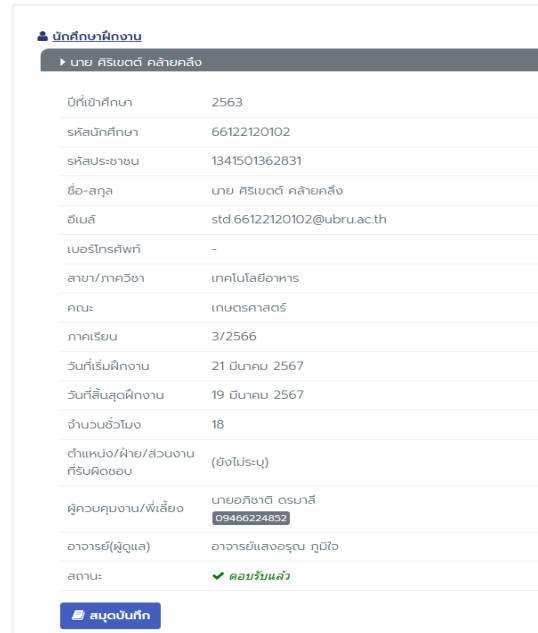 นักศึกษาฝึกงาน
นาย ศิริเขตต์ คล้ายคลึง
ปีที่เข้าศึกษา 2563
รหัสนักศึกษา 66122120102
รหัสประชาชน 1341501362831
ชื่อ-สกุล นาย ศิริเขตต์ คล้ายคลึง
อีเมล์ std.66122120102@ubru.ac.th
เบอร์โทรศัพท์ -
สาขา/ภาควิชา เทคโนโลยีอาหาร
คณะ เกษตรศาสตร์
ภาคเรียน 3/2566
วันที่เริ่มฝึกงาน 21 มีนาคม 2567
วันที่สิ้นสุดฝึกงาน 19 มีนาคม 2567
จำนวนชั่วโมง 18
ตำแหน่ง/ฝ่าย/ส่วนงาน
ที่รับผิดชอบ (ยังไม่ระบุ)
ผู้ควบคุมงาน/พี่เลี้ยง นายอภิชาติ ดรมาลี
09466224852
อาจารย์(ผู้ดูแล) อาจารย์แสงอรุณ ภูมิใจ
สถานะ ตอบรับแล้ว
สมุดบันทึก